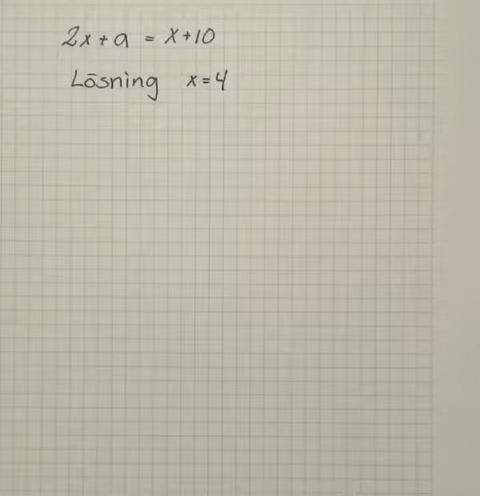 2x + a = x + 10
Lösning x = 4